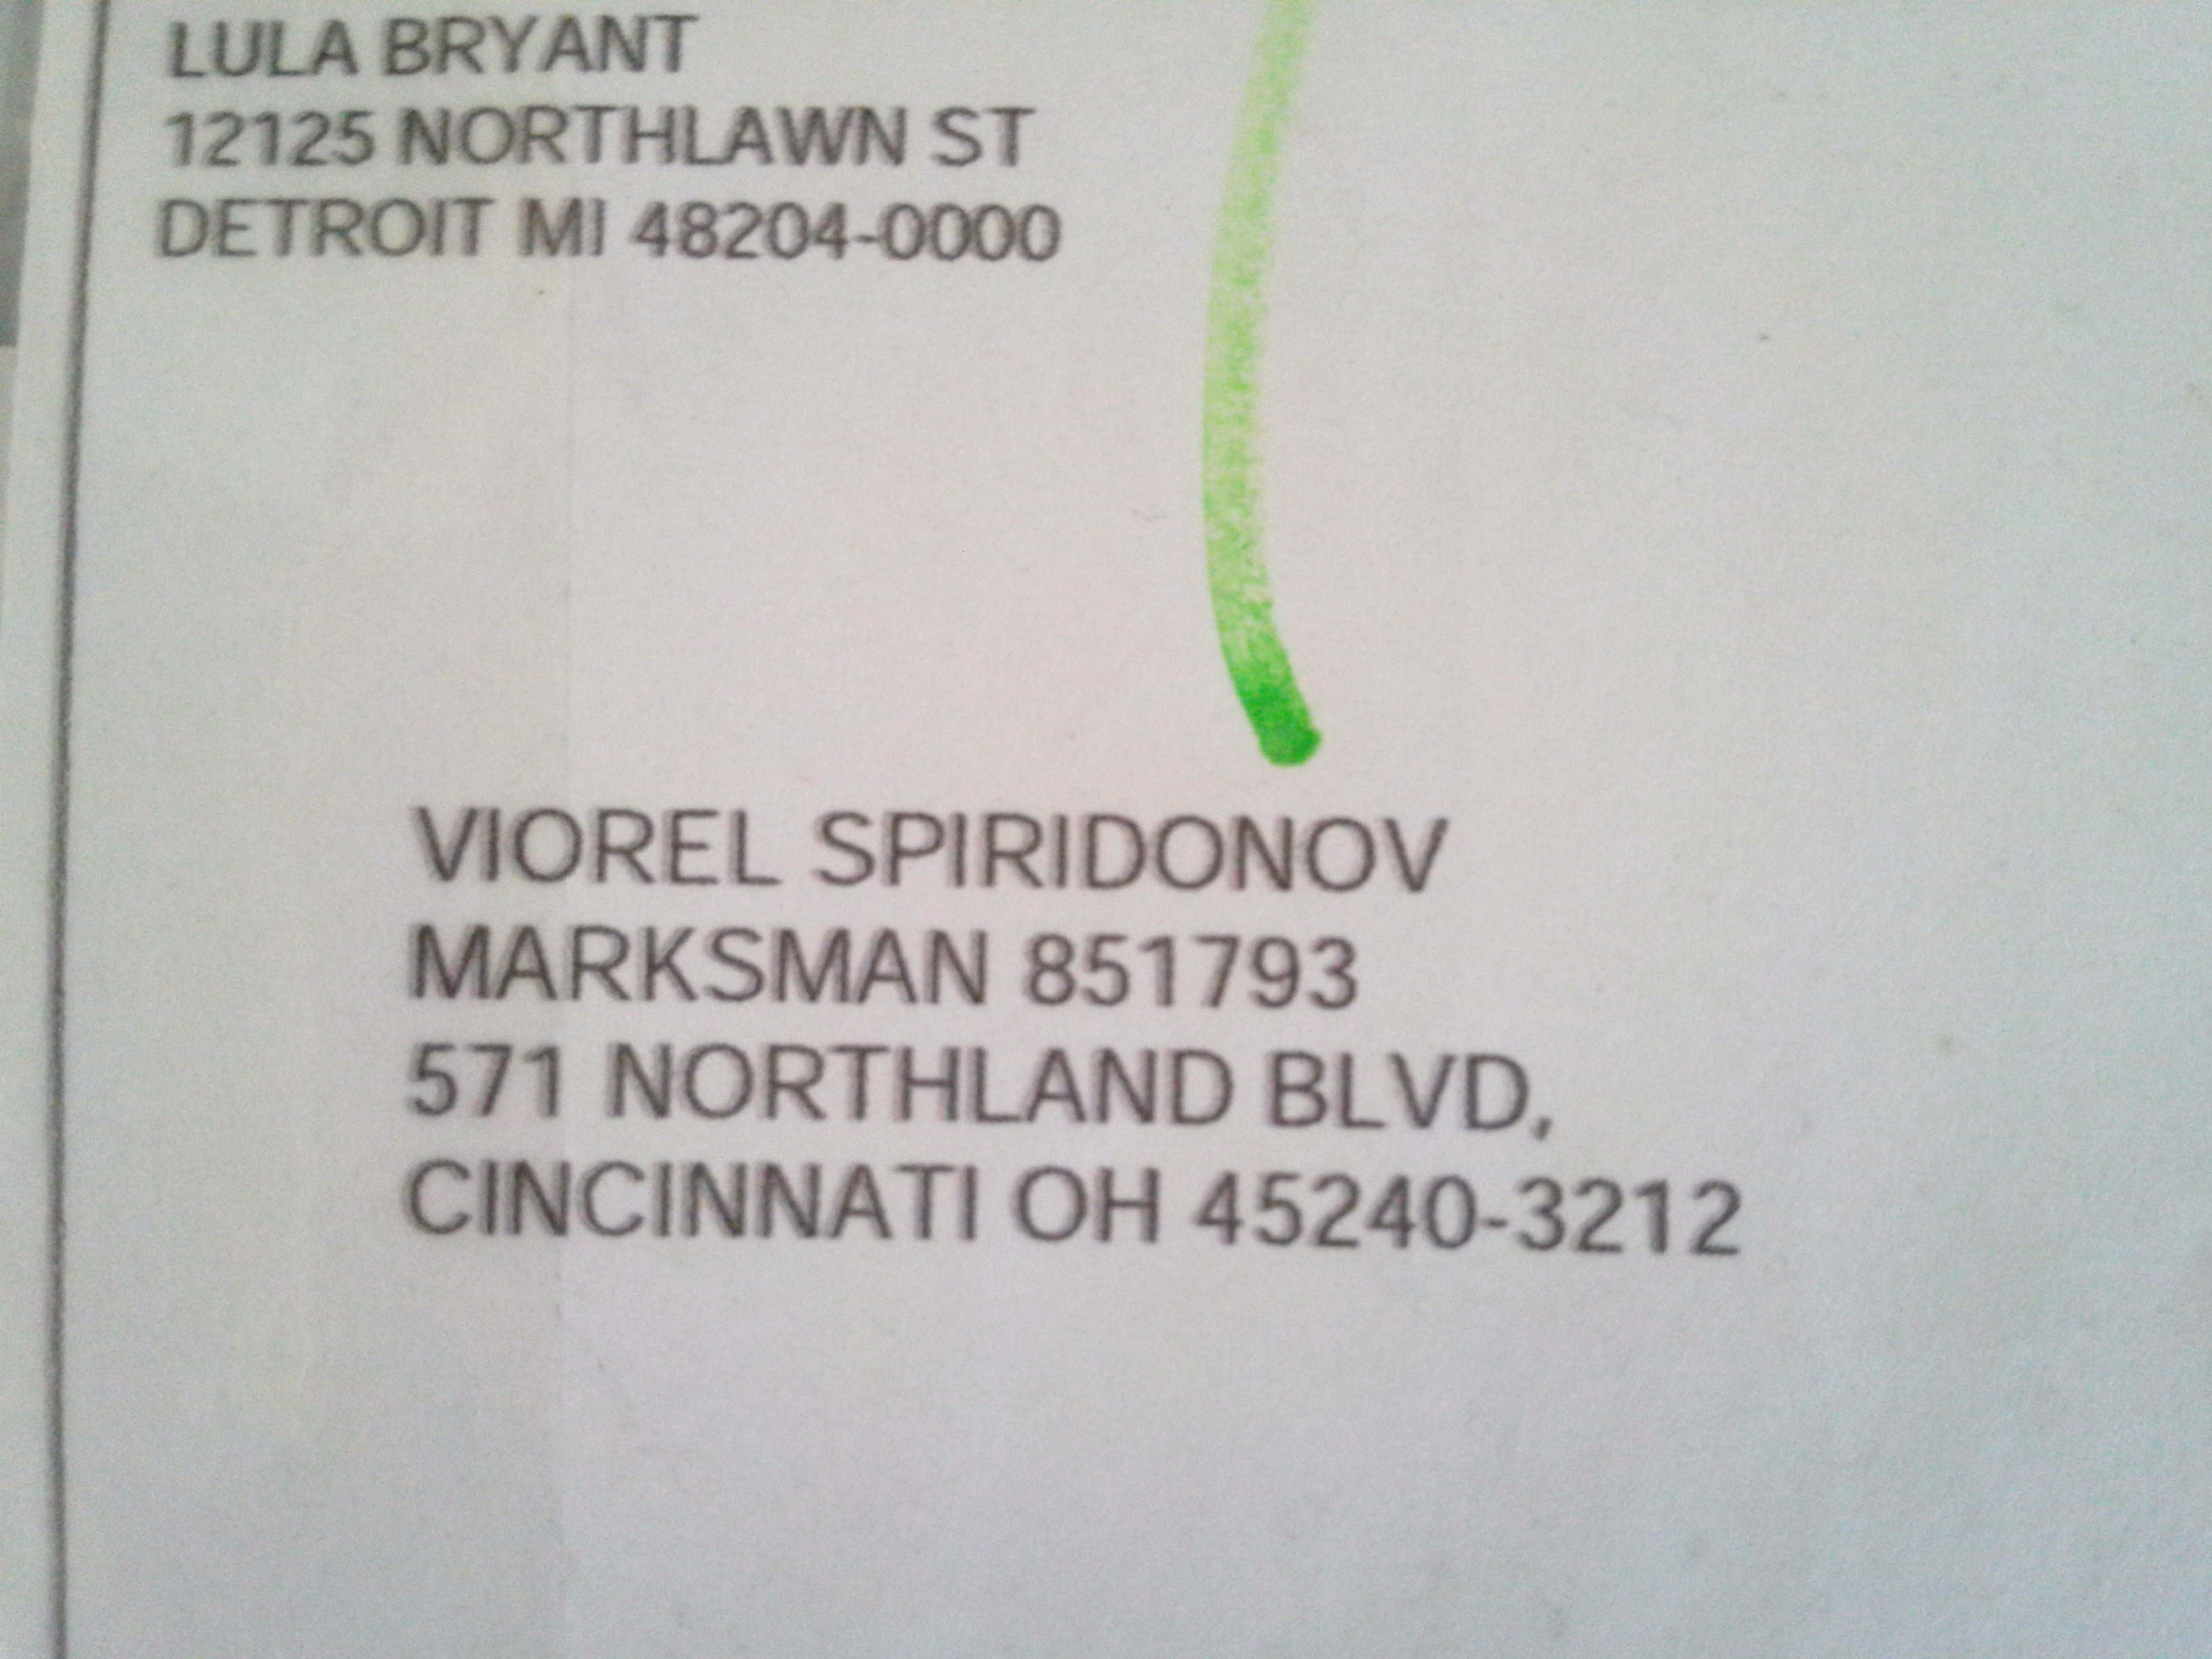 LULA BRYANT
12125 NORTHLAWN ST
DETROIT MI 48204-0000
VIOREL SPIRIDONOV
MARKSMAN 851793
571 NORTHLAND BLVD,
CINCINNATI OH 45240-3212